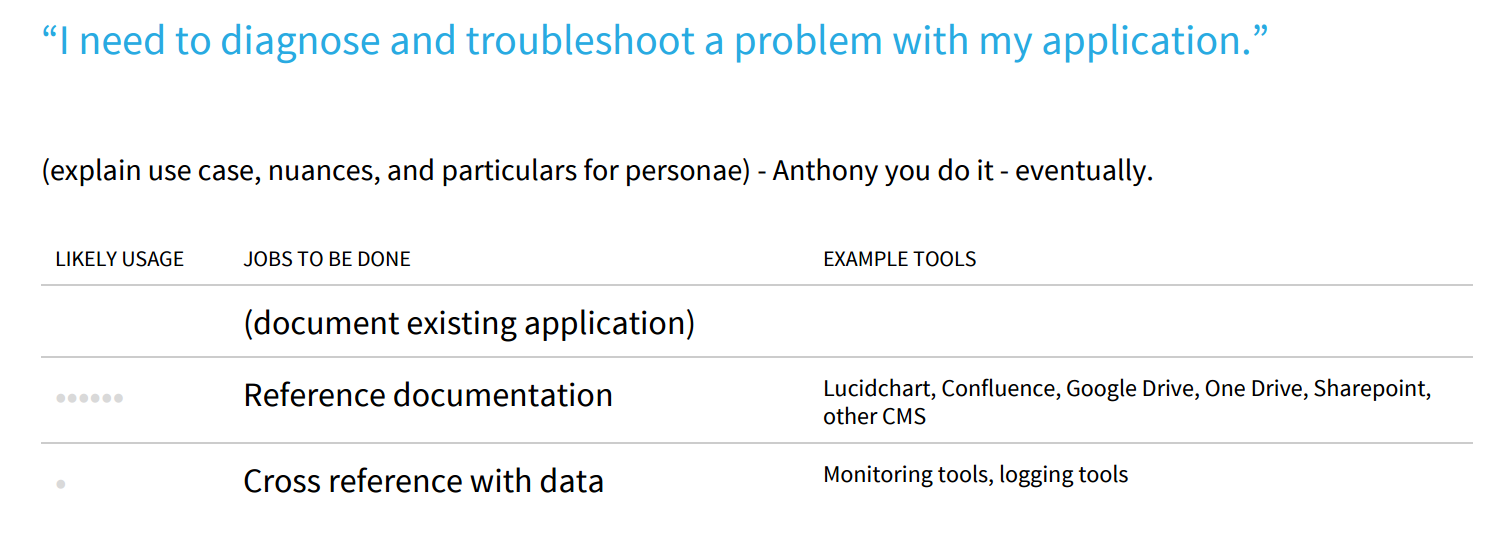 “I need to diagnose and troubleshoot a problem with my application.”
(explain use case, nuances, and particulars for personae) - Anthony you do it - eventually.
LIKELY USAGE JOBS TO BE DONE EXAMPLE TOOLS
(document existing application)
Reference documentation
Lucidchart, Confluence, Google Drive, One Drive, Sharepoint,
other CMS
Cross reference with data
Monitoring tools, logging tools